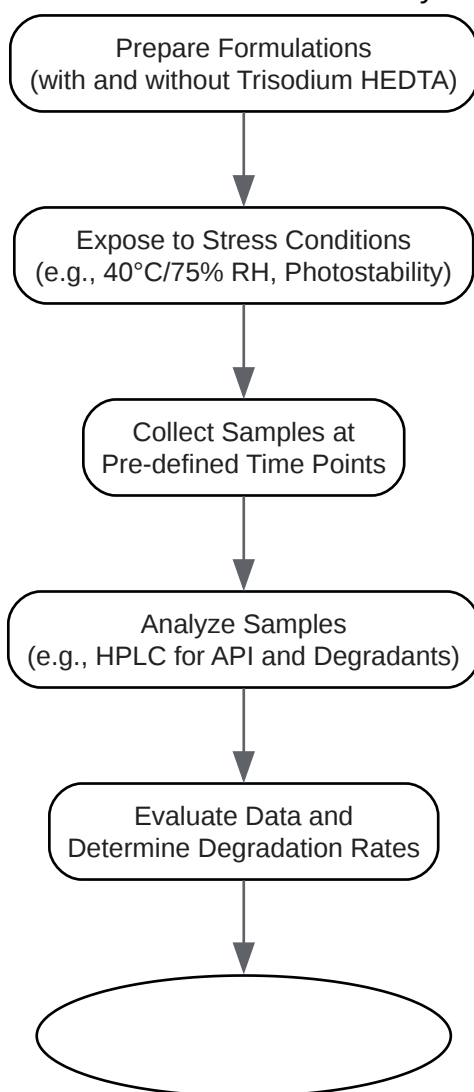 Prepare Formulations
(with and without Trisodium HEDTA)
Expose to Stress Conditions
(e.g., 40°C/75% RH, Photostability)
Collect Samples at
Pre-defined Time Points
Analyze Samples
(e.g., HPLC for API and Degradants)
Evaluate Data and
Determine Degradation Rates